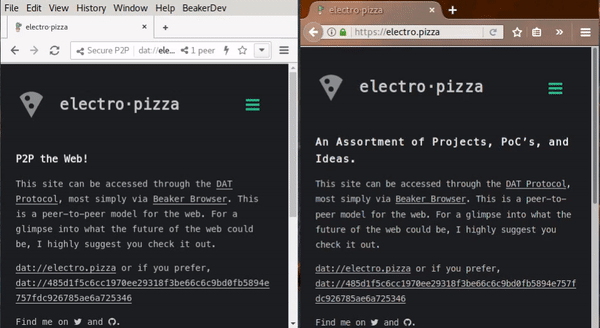 File Edit View History Window Help BeakerDev
electro·pizza
Secure P2P dat://ele... 1 peer
electro·pizza
P2P the Web!
This site can be accessed through the DAT
Protocol, most simply via Beaker Browser. This
is a peer-to-peer model for the web. For a
glimpse into what the future of the web could
be, I highly suggest you check it out.
dat://electro.pizza or if you prefer,
dat://485d1f5c6cc1970ee29318f3be66c6c9bd0fb5894e
757fdc926785ae6a725346
Find me on and .
electro·pizza
https://electro.pizza
electro·pizza
An Assortment of Projects, PoC's, and
Ideas.
This site can be accessed through the DAT Protocol,
most simply via Beaker Browser. This is a peer-to-
peer model for the web. For a glimpse into what the
future of the web could be, I highly suggest you
check it out.
dat://electro.pizza or if you prefer,
dat://485d1f5c6cc1970ee29318f3be66c6c9bd0fb5894e757f
dc926785ae6a725346
Find me on and .